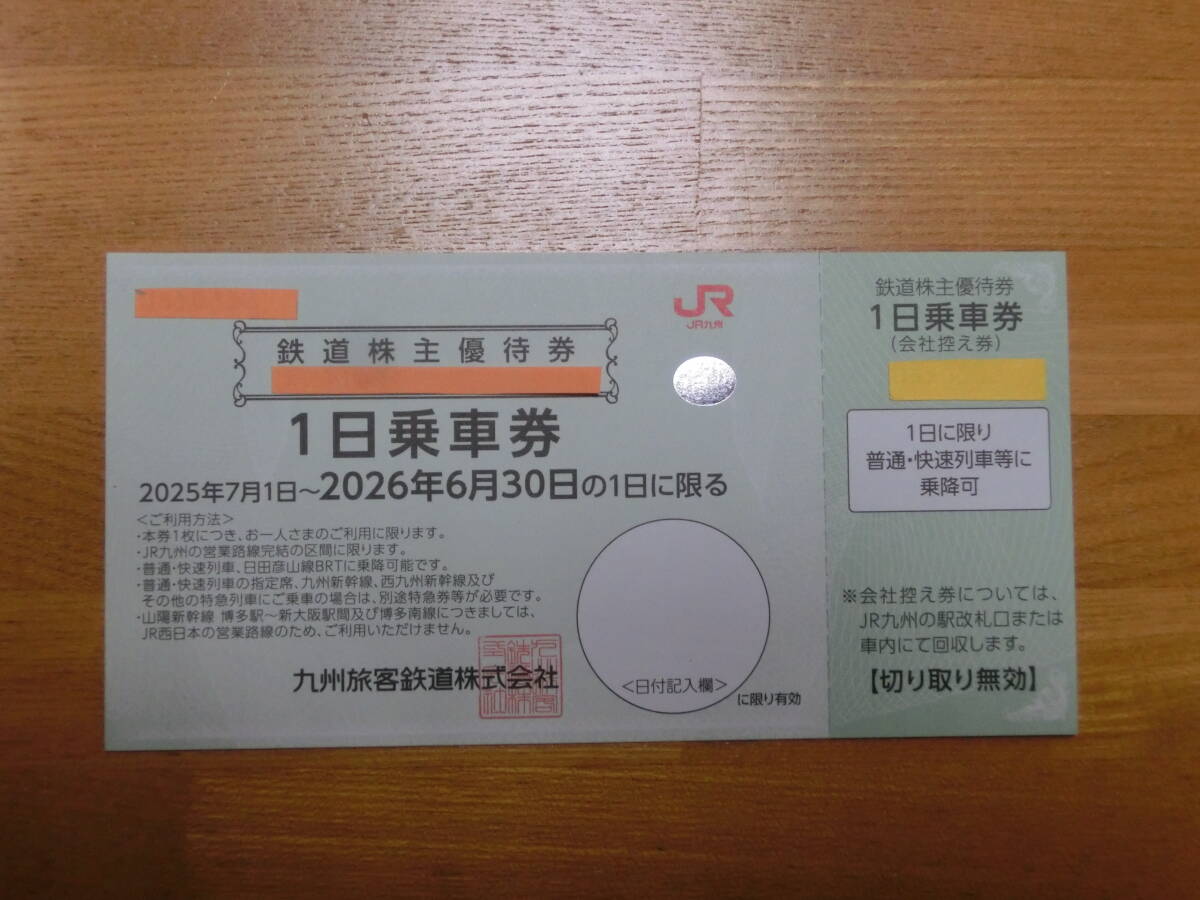 鉄道株主優待券
1日乗車券
2025年7月1日～2026年6月30日の1日に限る
＜ご利用方法＞
・本券1枚につき、お一人さまのご利用に限ります。
・JR九州の営業路線完結の区間に限ります。
・普通・快速列車、日田彦山線BRTに乗降可能です。
・普通・快速列車の指定席、九州新幹線、西九州新幹線及び
その他の特急列車にご乗車の場合は、別途特急券等が必要です。
・山陽新幹線 博多駅～新大阪駅間及び博多南線につきましては、
JR西日本の営業路線のため、ご利用いただけません。
九州旅客鉄道株式会社
JR
JR九州
＜日付記入欄＞
に限り有効
鉄道株主優待券
1日乗車券
（会社控え券）
1日に限り
普通・快速列車等に
乗降可
※会社控え券については、
JR九州の駅改札口または
車内にて回収します。
【切り取り無効】